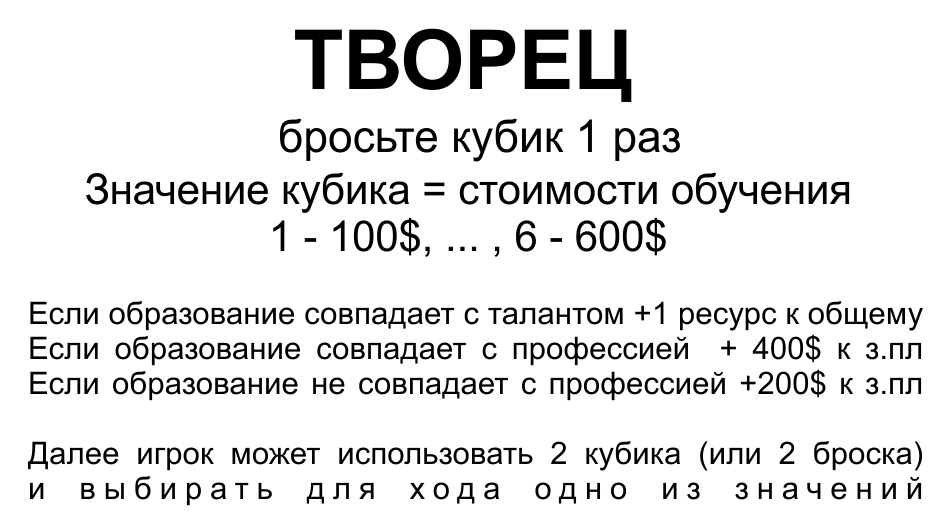 ТВОРЕЦ
бросьте кубик 1 раз
Значение кубика = стоимости обучения
1 - 100$, ... , 6 - 600$
Если образование совпадает с талантом +1 ресурс к общему
Если образование совпадает с профессией + 400$ к з.пл
Если образование не совпадает с профессией +200$ к з.пл
Далее игрок может использовать 2 кубика (или 2 броска)
и выбирать для хода одно из значений